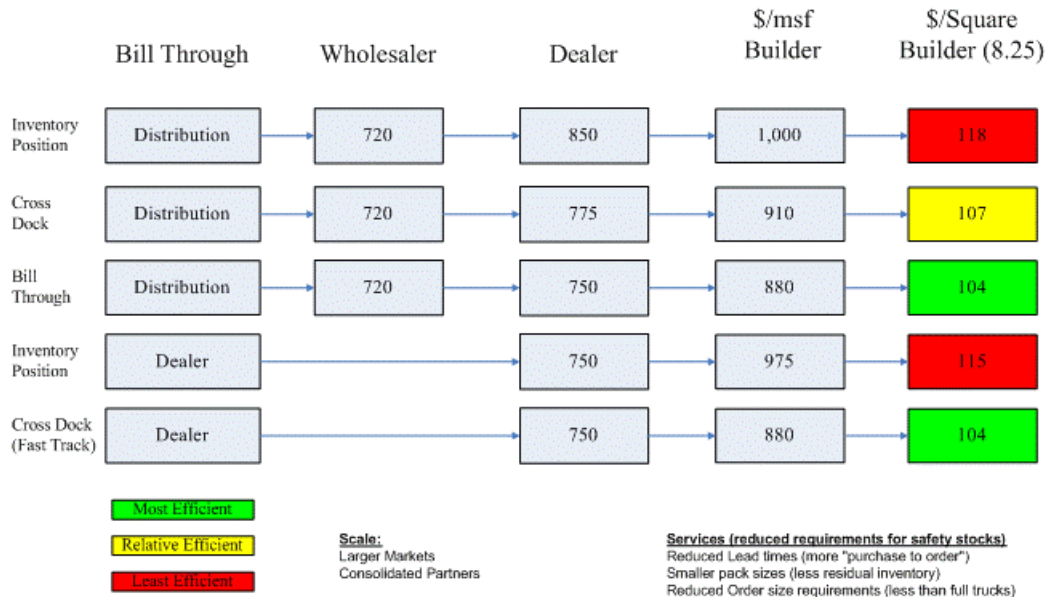 $/msf
Builder
$/Square
Builder (8.25)
Bill Through
Wholesaler
Dealer
Inventory
Position
Distribution
720
850
1,000
118
Cross
Dock
Distribution
720
775
910
107
Bill
Through
Distribution
720
750
880
104
Inventory
Position
Dealer
750
975
115
Cross Dock
(Fast Track)
Dealer
750
880
104
Most Efficient
Relative Efficient
Least Efficient
Scale:
Larger Markets
Consolidated Partners
Services (reduced requirements for safety stocks)
Reduced Lead times (more "purchase to order")
Smaller pack sizes (less residual inventory)
Reduced Order size requirements (less than full trucks)